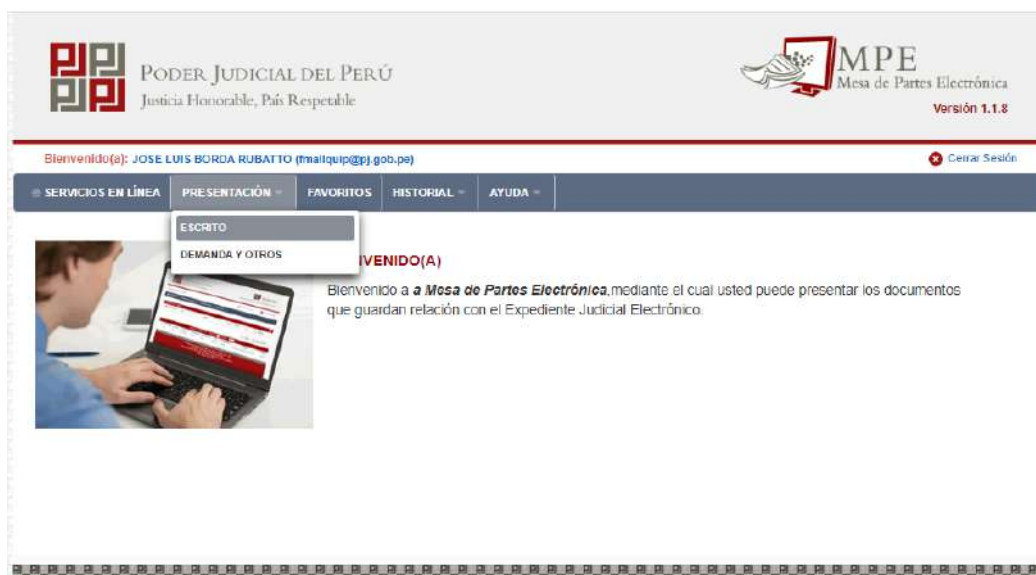 PODER JUDICIAL DEL PERÚ
Justicia Honorable, País Respetable
MPE
Mesa de Partes Electrónica
Versión 1.1.8
Bienvenido(a): JOSE LUIS BORDA RUBATTO (fmallquip@pj.gob.pe)
Cerrar Sesión
SERVICIOS EN LÍNEA PRESENTACIÓN FAVORITOS HISTORIAL AYUDA
ESCRITO
DEMANDA Y OTROS
VENIDO(A)
Bienvenido a a Mesa de Partes Electrónica,mediante el cual usted puede presentar los documentos
que guardan relación con el Expediente Judicial Electrónico.